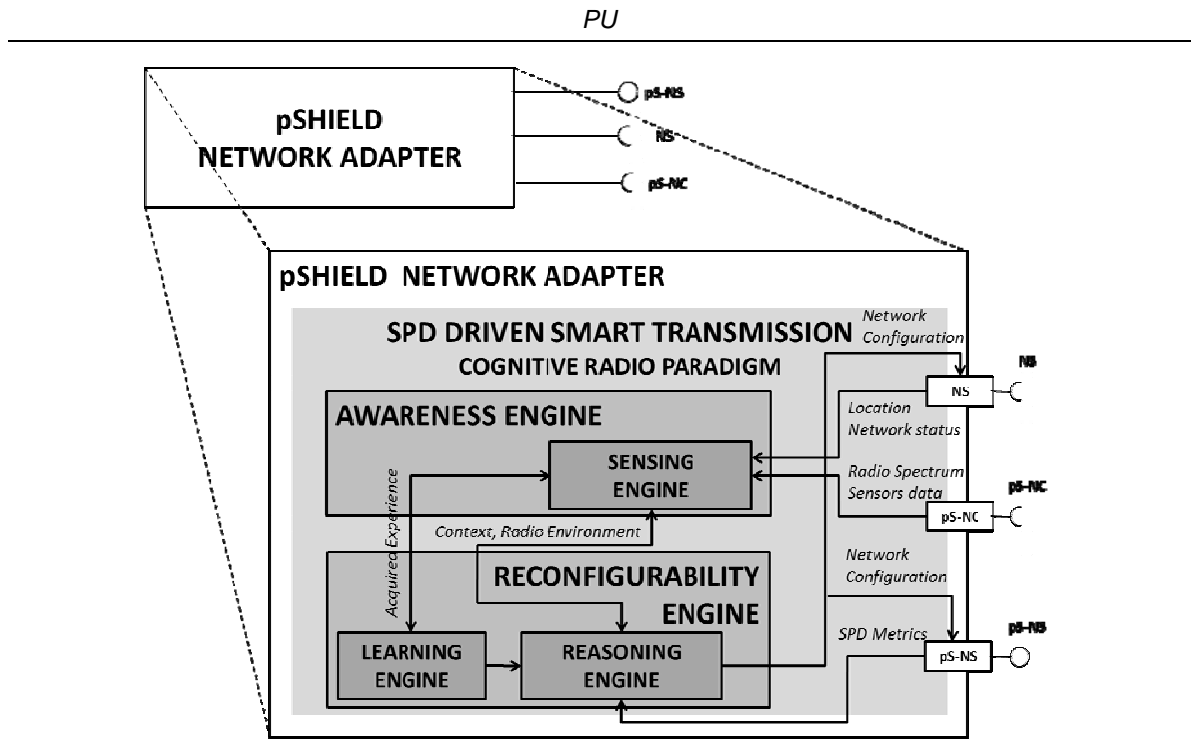 PU
pSHIELD
NETWORK ADAPTER
pS-NS
NS
pS-NC
pSHIELD NETWORK ADAPTER
SPD DRIVEN SMART TRANSMISSION
COGNITIVE RADIO PARADIGM
Network
Configuration
NS
NS
AWARENESS ENGINE
Location
Network status
SENSING
ENGINE
Radio Spectrum
Sensors data
pS-NC
pS-NC
Acquired Experience
Context, Radio Environment
RECONFIGURABILITY
ENGINE
Network
Configuration
SPD Metrics
pS-NS
pS-NS
LEARNING
ENGINE
REASONING
ENGINE